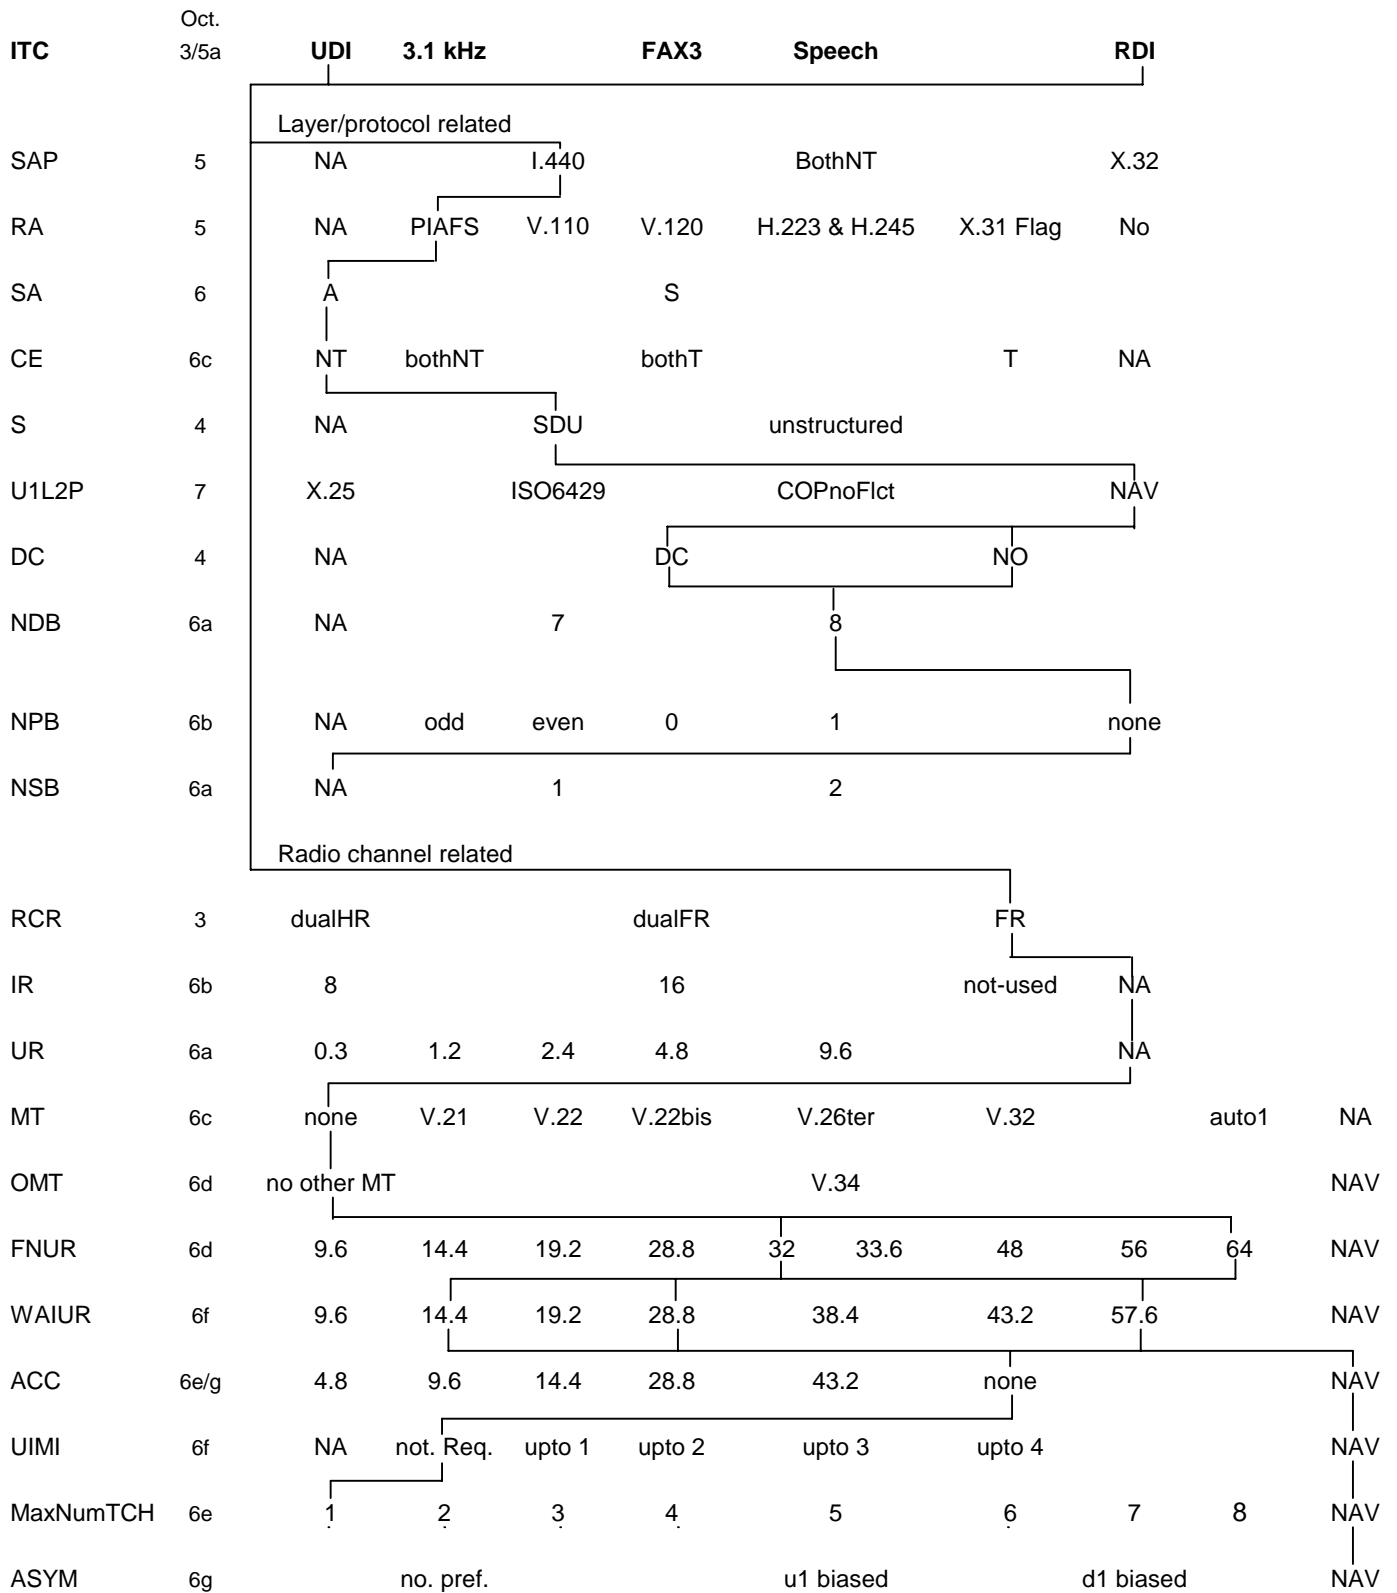 Oct.
ITC 3/5a UDI 3.1 kHz FAX3 Speech RDI
Layer/protocol related
SAP 5 NA I.440 BothNT X.32
RA 5 NA PIAFS V.110 V.120 H.223 & H.245 X.31 Flag No
SA 6 A S
CE 6c NT bothNT bothT T NA
S 4 NA SDU unstructured
U1L2P 7 X.25 ISO6429 COPnoFlct NAV
DC 4 NA DC NO
NDB 6a NA 7 8
NPB 6b NA odd even 0 1 none
NSB 6a NA 1 2
Radio channel related
RCR 3 dualHR dualFR FR
IR 6b 8 16 not-used NA
UR 6a 0.3 1.2 2.4 4.8 9.6 NA
MT 6c none V.21 V.22 V.22bis V.26ter V.32 auto1 NA
OMT 6d no other MT V.34 NAV
FNUR 6d 9.6 14.4 19.2 28.8 32 33.6 48 56 64 NAV
WAIUR 6f 9.6 14.4 19.2 28.8 38.4 43.2 57.6 NAV
ACC 6e/g 4.8 9.6 14.4 28.8 43.2 none NAV
UIMI 6f NA not. Req. upto 1 upto 2 upto 3 upto 4 NAV
MaxNumTCH 6e 1 2 3 4 5 6 7 8 NAV
ASYM 6g no. pref. u1 biased d1 biased NAV